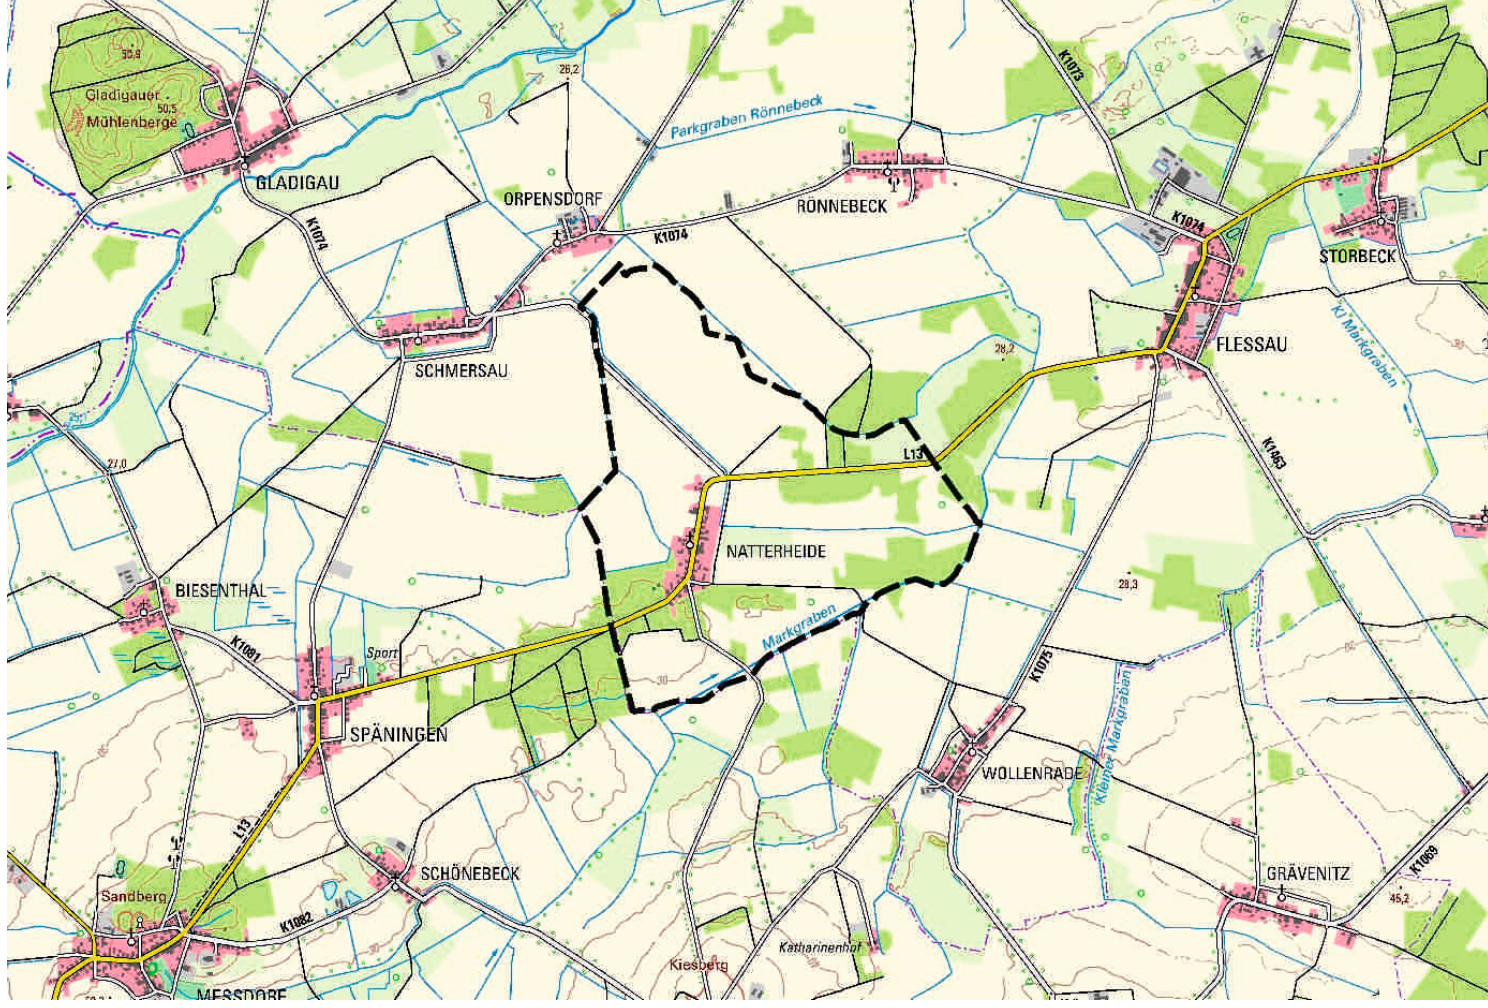 50,9
Gladigauer
50,5
Mühlenberge
26,2
K1073
Parkgraben Rönnebeck
GLADIGAU
ORPENSDORF
RÖNNEBECK
K1074
K1074
K1074
STORBECK
Kl Markgraben
28,2
FLESSAU
SCHMERSAU
27,0
L13
K1463
NATTERHEIDE
28,3
BIESENTHAL
Markgraben
K1081
Sport
K1075
30
Kleiner Markgraben
SPÄNINGEN
WOLLENRADE
L13
SCHÖNEBECK
GRÄVENITZ
K1069
Sandberg
45,2
K1082
Katharinenhof
Kiesberg
MESSDORF